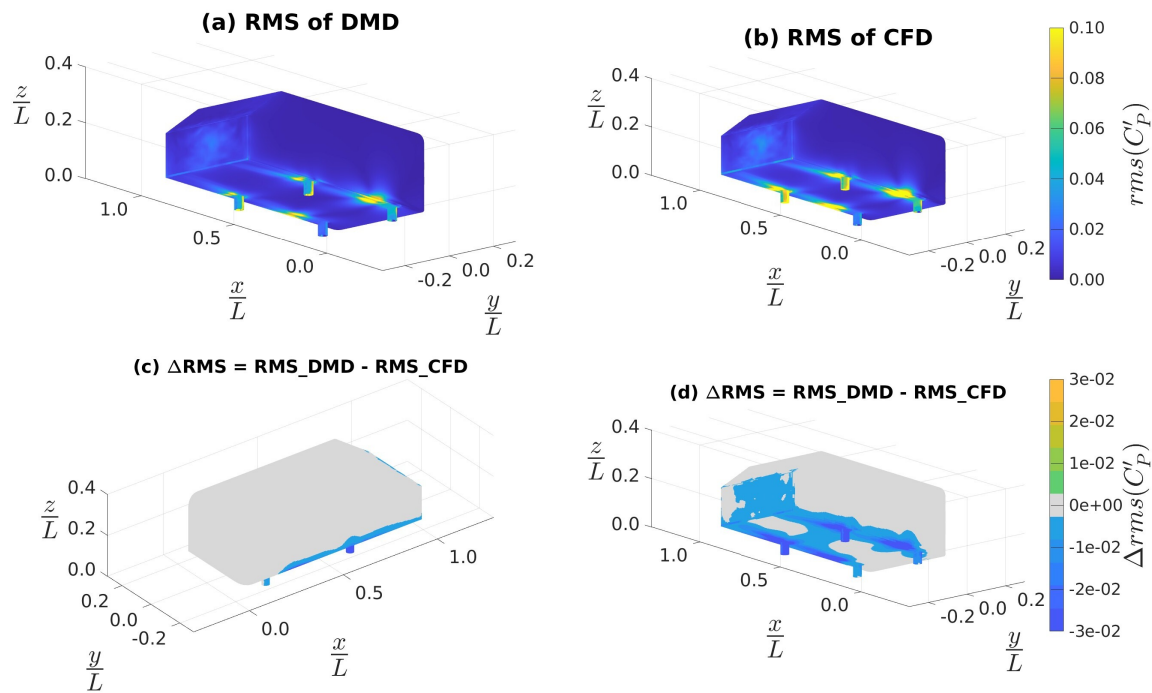 (a) RMS of DMD
z/L
0.4
0.2
0.0
1.0
0.5
0.0
x/L
-0.2 0.0 0.2
y/L
(b) RMS of CFD
z/L
0.4
0.2
0.0
1.0
0.5
0.0
x/L
-0.2 0.0 0.2
y/L
0.10
0.08
0.06
0.04
0.02
0.00
rms(C'_P)
(c) ΔRMS = RMS_DMD - RMS_CFD
z/L
0.4
0.2
0.0
0.2
0.0
-0.2
y/L
0.0
0.5
1.0
x/L
(d) ΔRMS = RMS_DMD - RMS_CFD
z/L
0.4
0.2
0.0
1.0
0.5
0.0
x/L
-0.2 0.0 0.2
y/L
3e-02
2e-02
1e-02
0e+00
-1e-02
-2e-02
-3e-02
Δrms(C'_P)